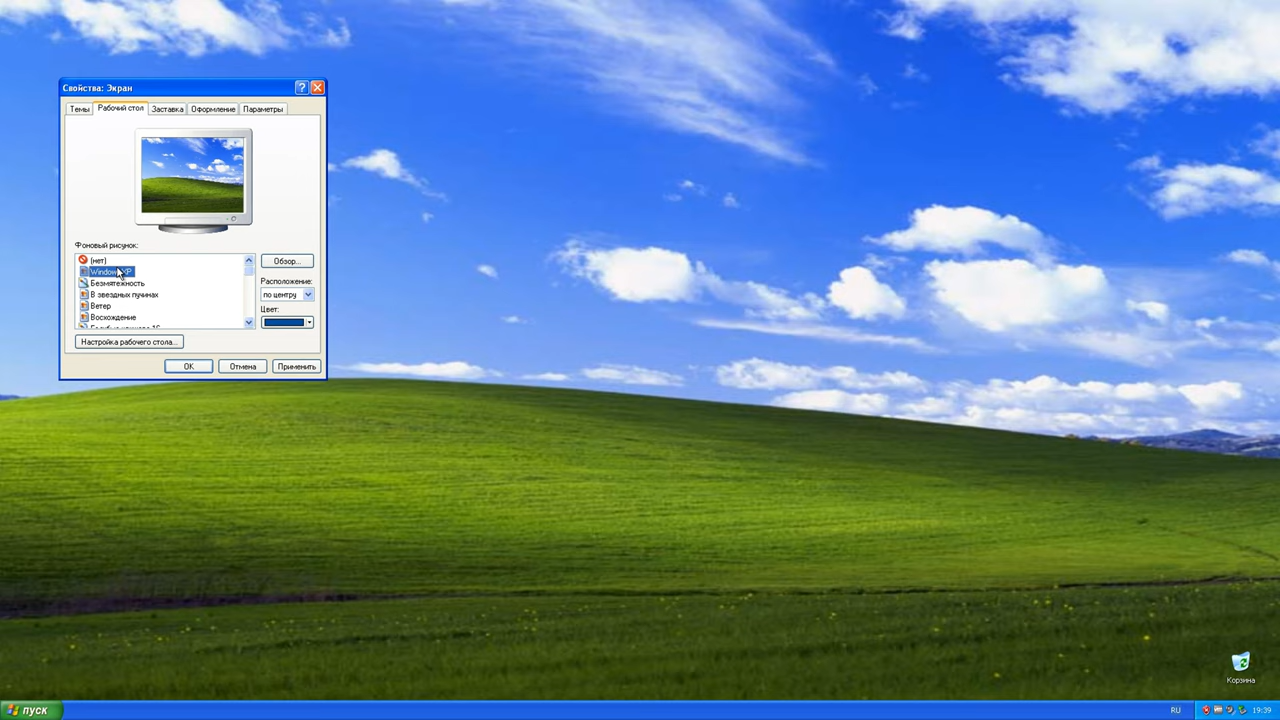 Свойства: Экран
Темы
Рабочий стол
Заставка
Оформление
Параметры
Фоновый рисунок:
(нет)
Windows XP
Безмятежность
В звездных пучинах
Ветер
Восхождение
Обзор...
Расположение:
по центру
Цвет:
Настройка рабочего стола...
ОК
Отмена
Применить
Корзина
пуск
RU
19:39